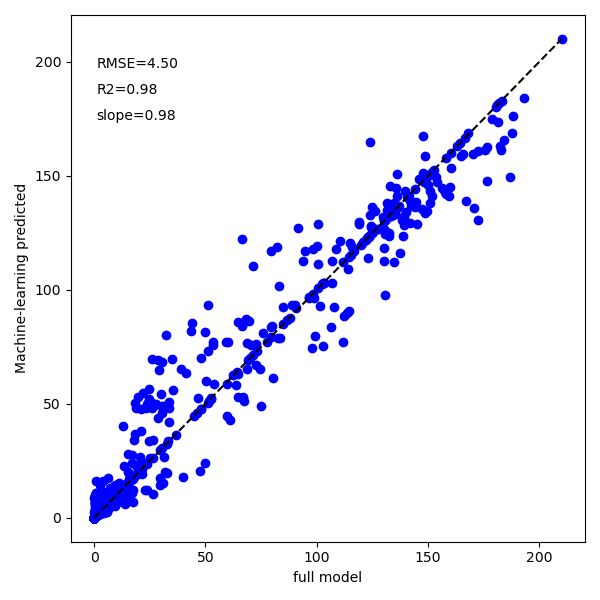 RMSE=4.50
R2=0.98
slope=0.98
Machine-learning predicted
200
150
100
50
0
0 50 100 150 200
full model